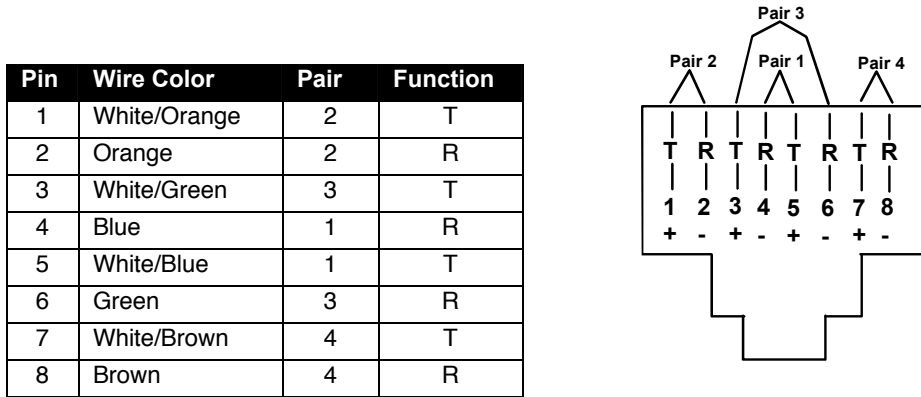 Pin Wire Color Pair Function
1 White/Orange 2 T
2 Orange 2 R
3 White/Green 3 T
4 Blue 1 R
5 White/Blue 1 T
6 Green 3 R
7 White/Brown 4 T
8 Brown 4 R
Pair 3
Pair 2 Pair 1 Pair 4
T R T R T R T R
1 2 3 4 5 6 7 8
+ - + - + - + -